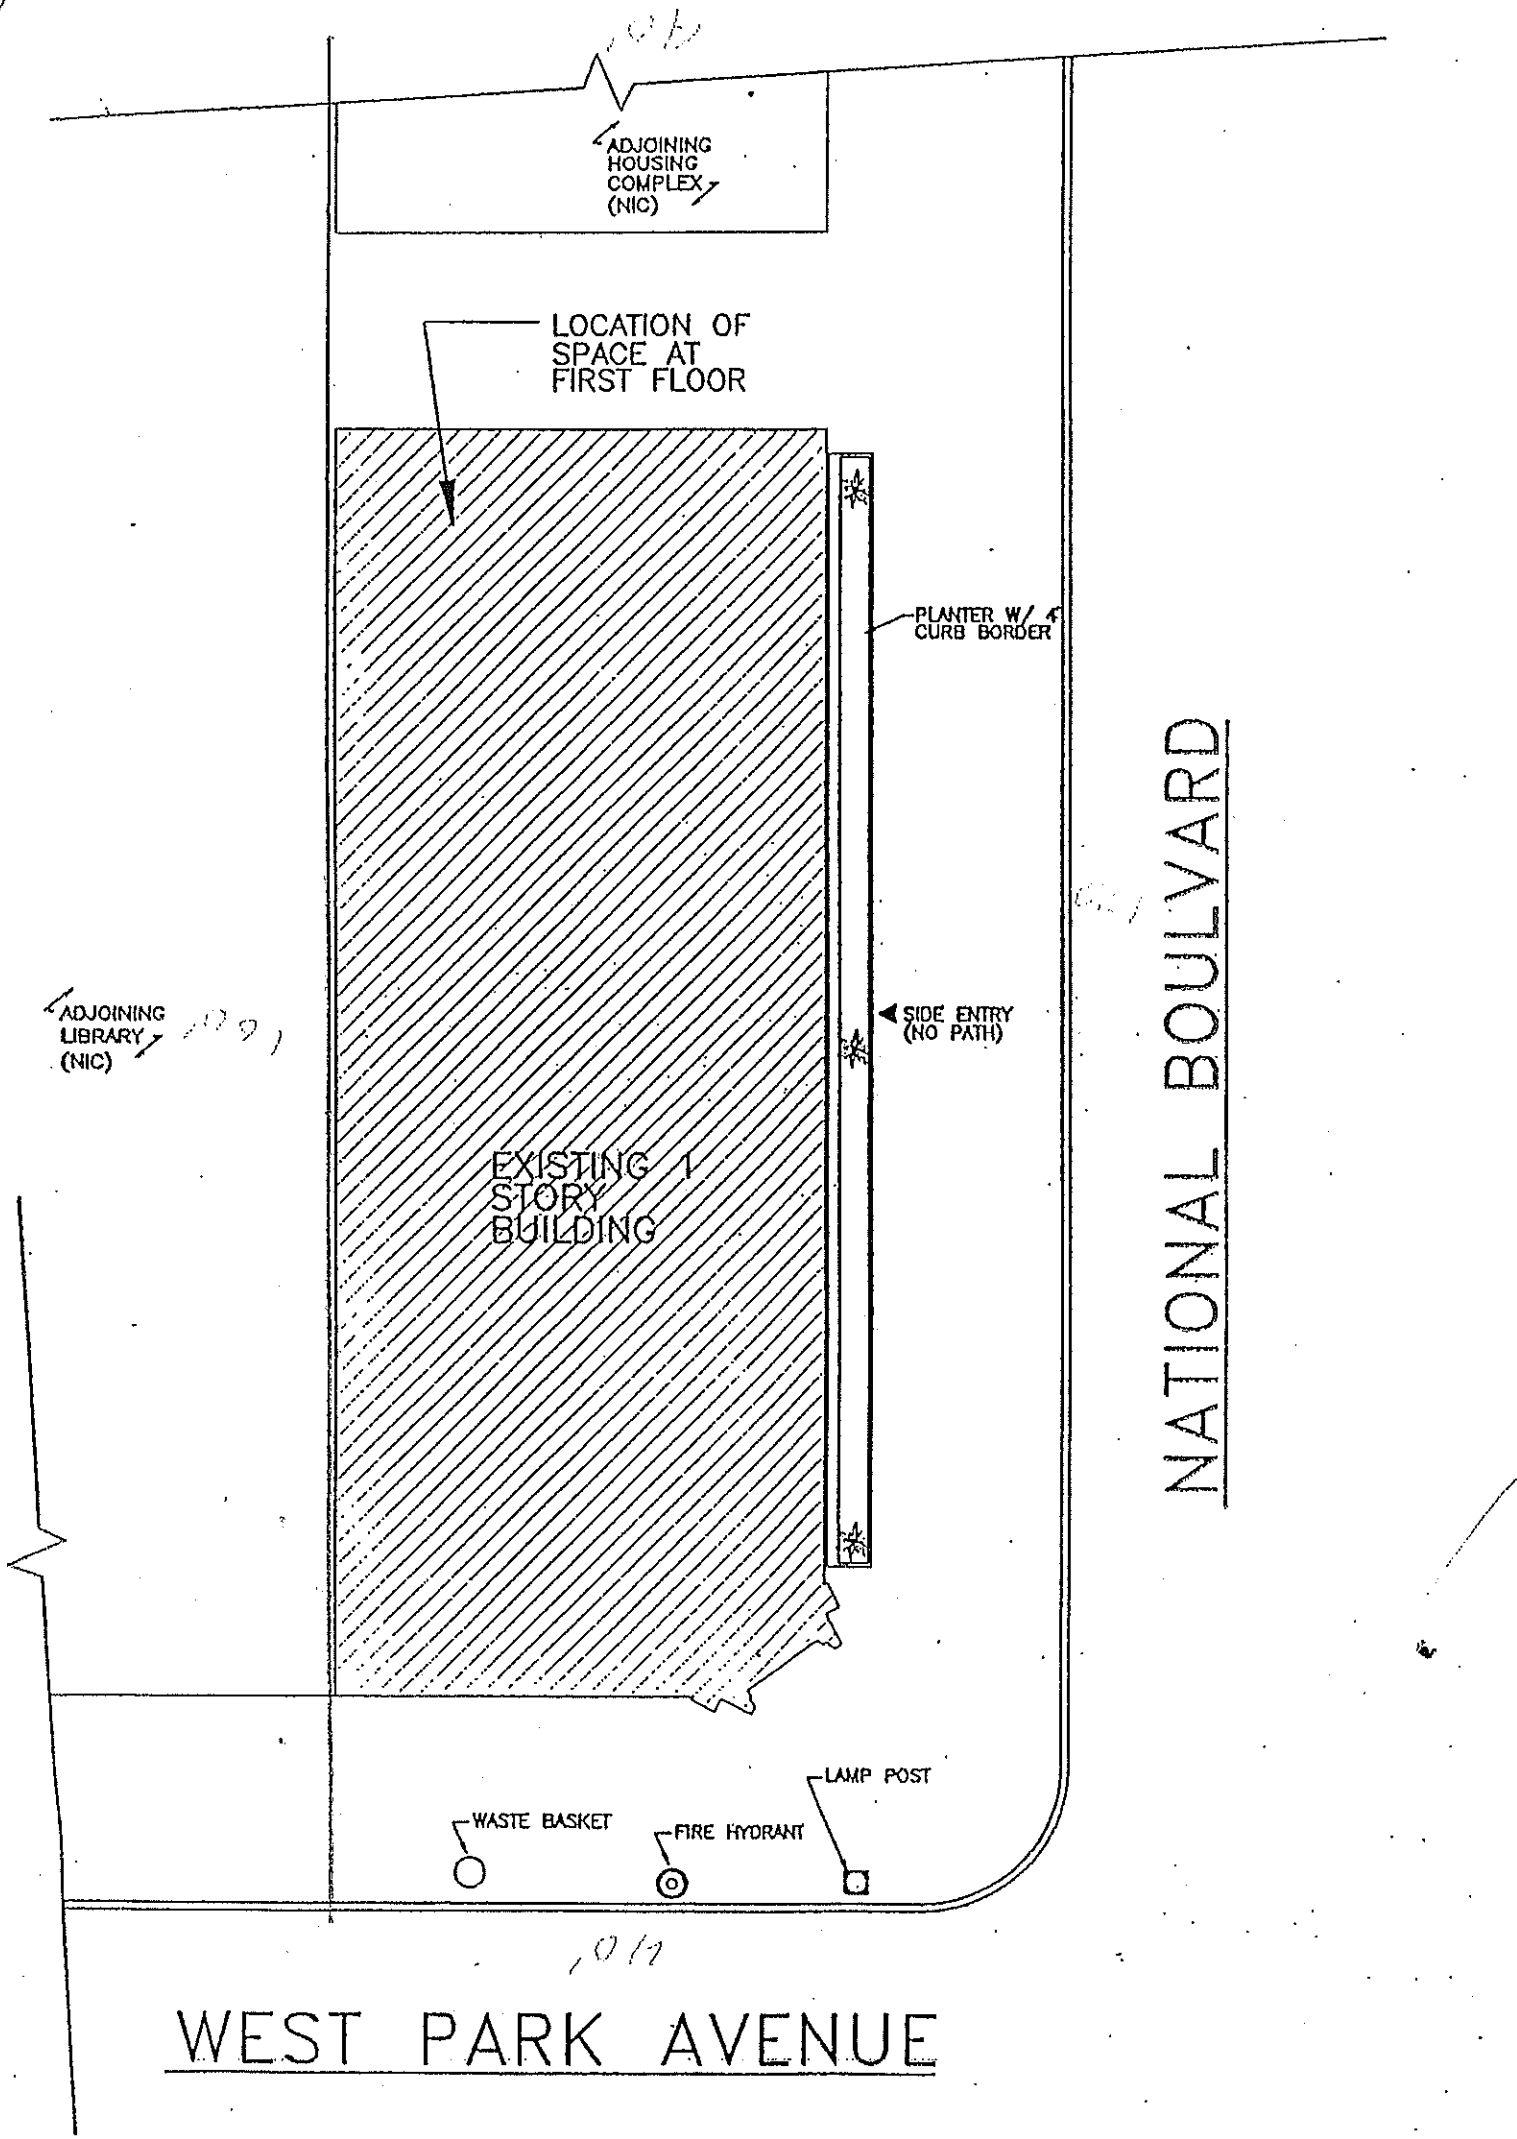 ADJOINING
HOUSING
COMPLEX
(NIC)
LOCATION OF
SPACE AT
FIRST FLOOR
PLANTER W/
CURB BORDER
ADJOINING
LIBRARY
(NIC)
SIDE ENTRY
(NO PATH)
NATIONAL BOULVARD
EXISTING 1
STORY
BUILDING
LAMP POST
WASTE BASKET
FIRE HYDRANT
WEST PARK AVENUE